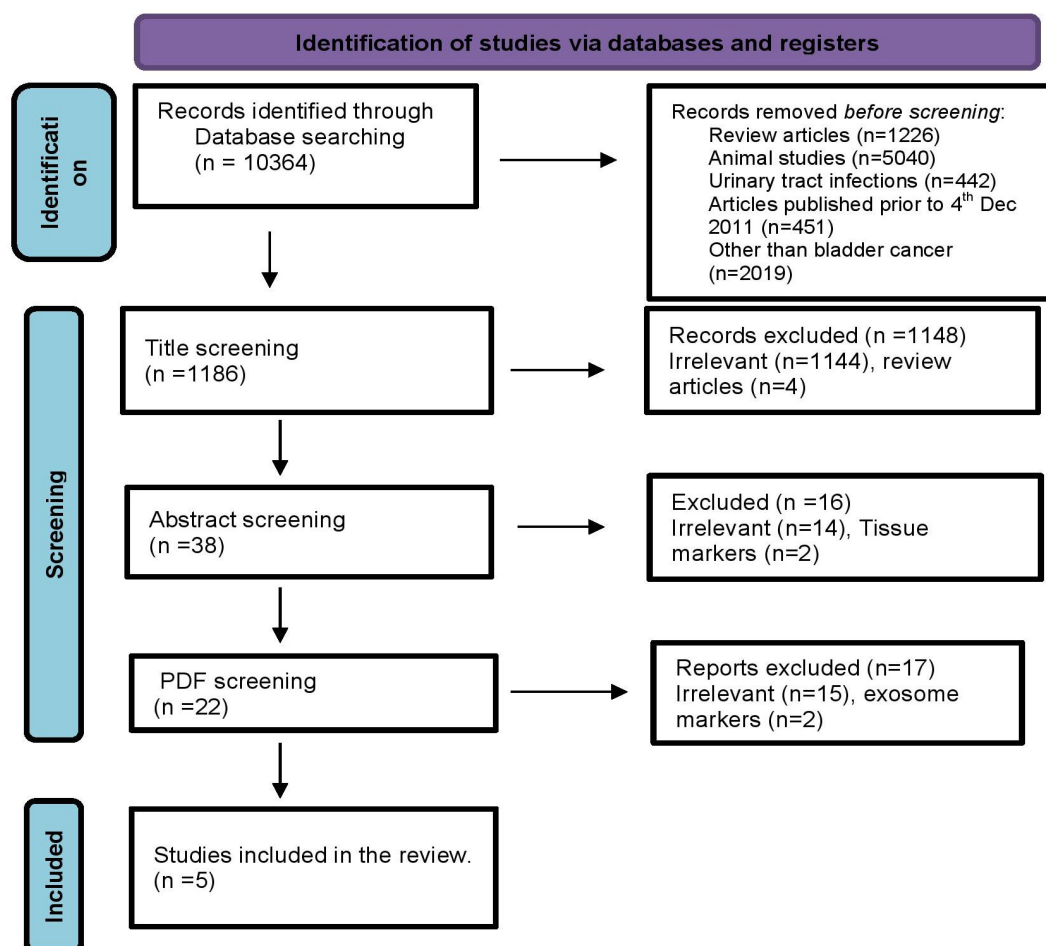 Identification of studies via databases and registers
Identificati
on
Records identified through
Database searching
(n = 10364)
Records removed before screening:
Review articles (n=1226)
Animal studies (n=5040)
Urinary tract infections (n=442)
Articles published prior to 4th Dec
2011 (n=451)
Other than bladder cancer
(n=2019)
Screening
Title screening
(n =1186)
Records excluded (n =1148)
Irrelevant (n=1144), review
articles (n=4)
Abstract screening
(n =38)
Excluded (n =16)
Irrelevant (n=14), Tissue
markers (n=2)
PDF screening
(n =22)
Reports excluded (n=17)
Irrelevant (n=15), exosome
markers (n=2)
Included
Studies included in the review.
(n =5)